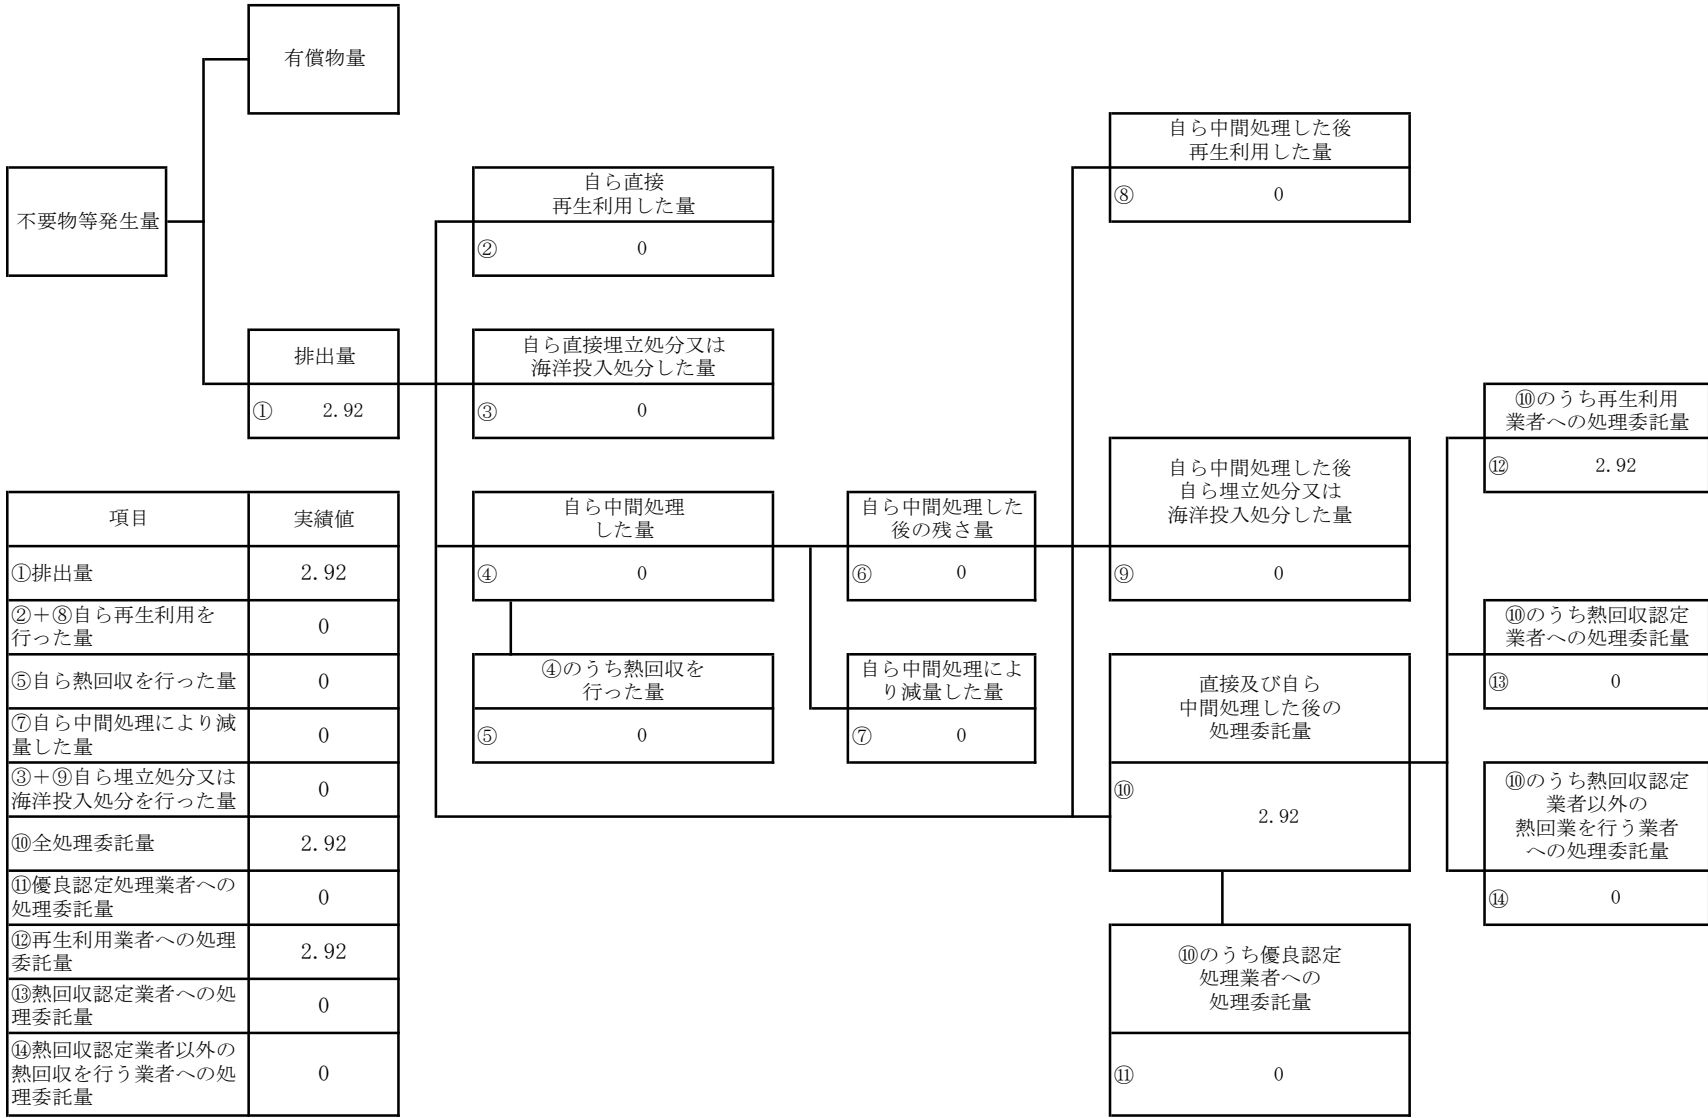 有償物量
不要物等発生量
排出量
① 2.92
自ら直接
再生利用した量
② 0
自ら直接埋立処分又は
海洋投入処分した量
③ 0
自ら中間処理
した量
④ 0
④のうち熱回収を
行った量
⑤ 0
自ら中間処理した
後の残さ量
⑥ 0
自ら中間処理によ
り減量した量
⑦ 0
自ら中間処理した後
再生利用した量
⑧ 0
自ら中間処理した後
自ら埋立処分又は
海洋投入処分した量
⑨ 0
直接及び自ら
中間処理した後の
処理委託量
⑩
2.92
⑩のうち優良認定
処理業者への
処理委託量
⑪ 0
⑩のうち再生利用
業者への処理委託量
⑫ 2.92
⑩のうち熱回収認定
業者への処理委託量
⑬ 0
⑩のうち熱回収認定
業者以外の
熱回業を行う業者
への処理委託量
⑭ 0
項目 実績値
①排出量 2.92
②＋⑧自ら再生利用を
行った量 0
⑤自ら熱回収を行った量 0
⑦自ら中間処理により減
量した量 0
③＋⑨自ら埋立処分又は
海洋投入処分を行った量 0
⑩全処理委託量 2.92
⑪優良認定処理業者への
処理委託量 0
⑫再生利用業者への処理
委託量 2.92
⑬熱回収認定業者への処
理委託量 0
⑭熱回収認定業者以外の
熱回収を行う業者への処
理委託量 0